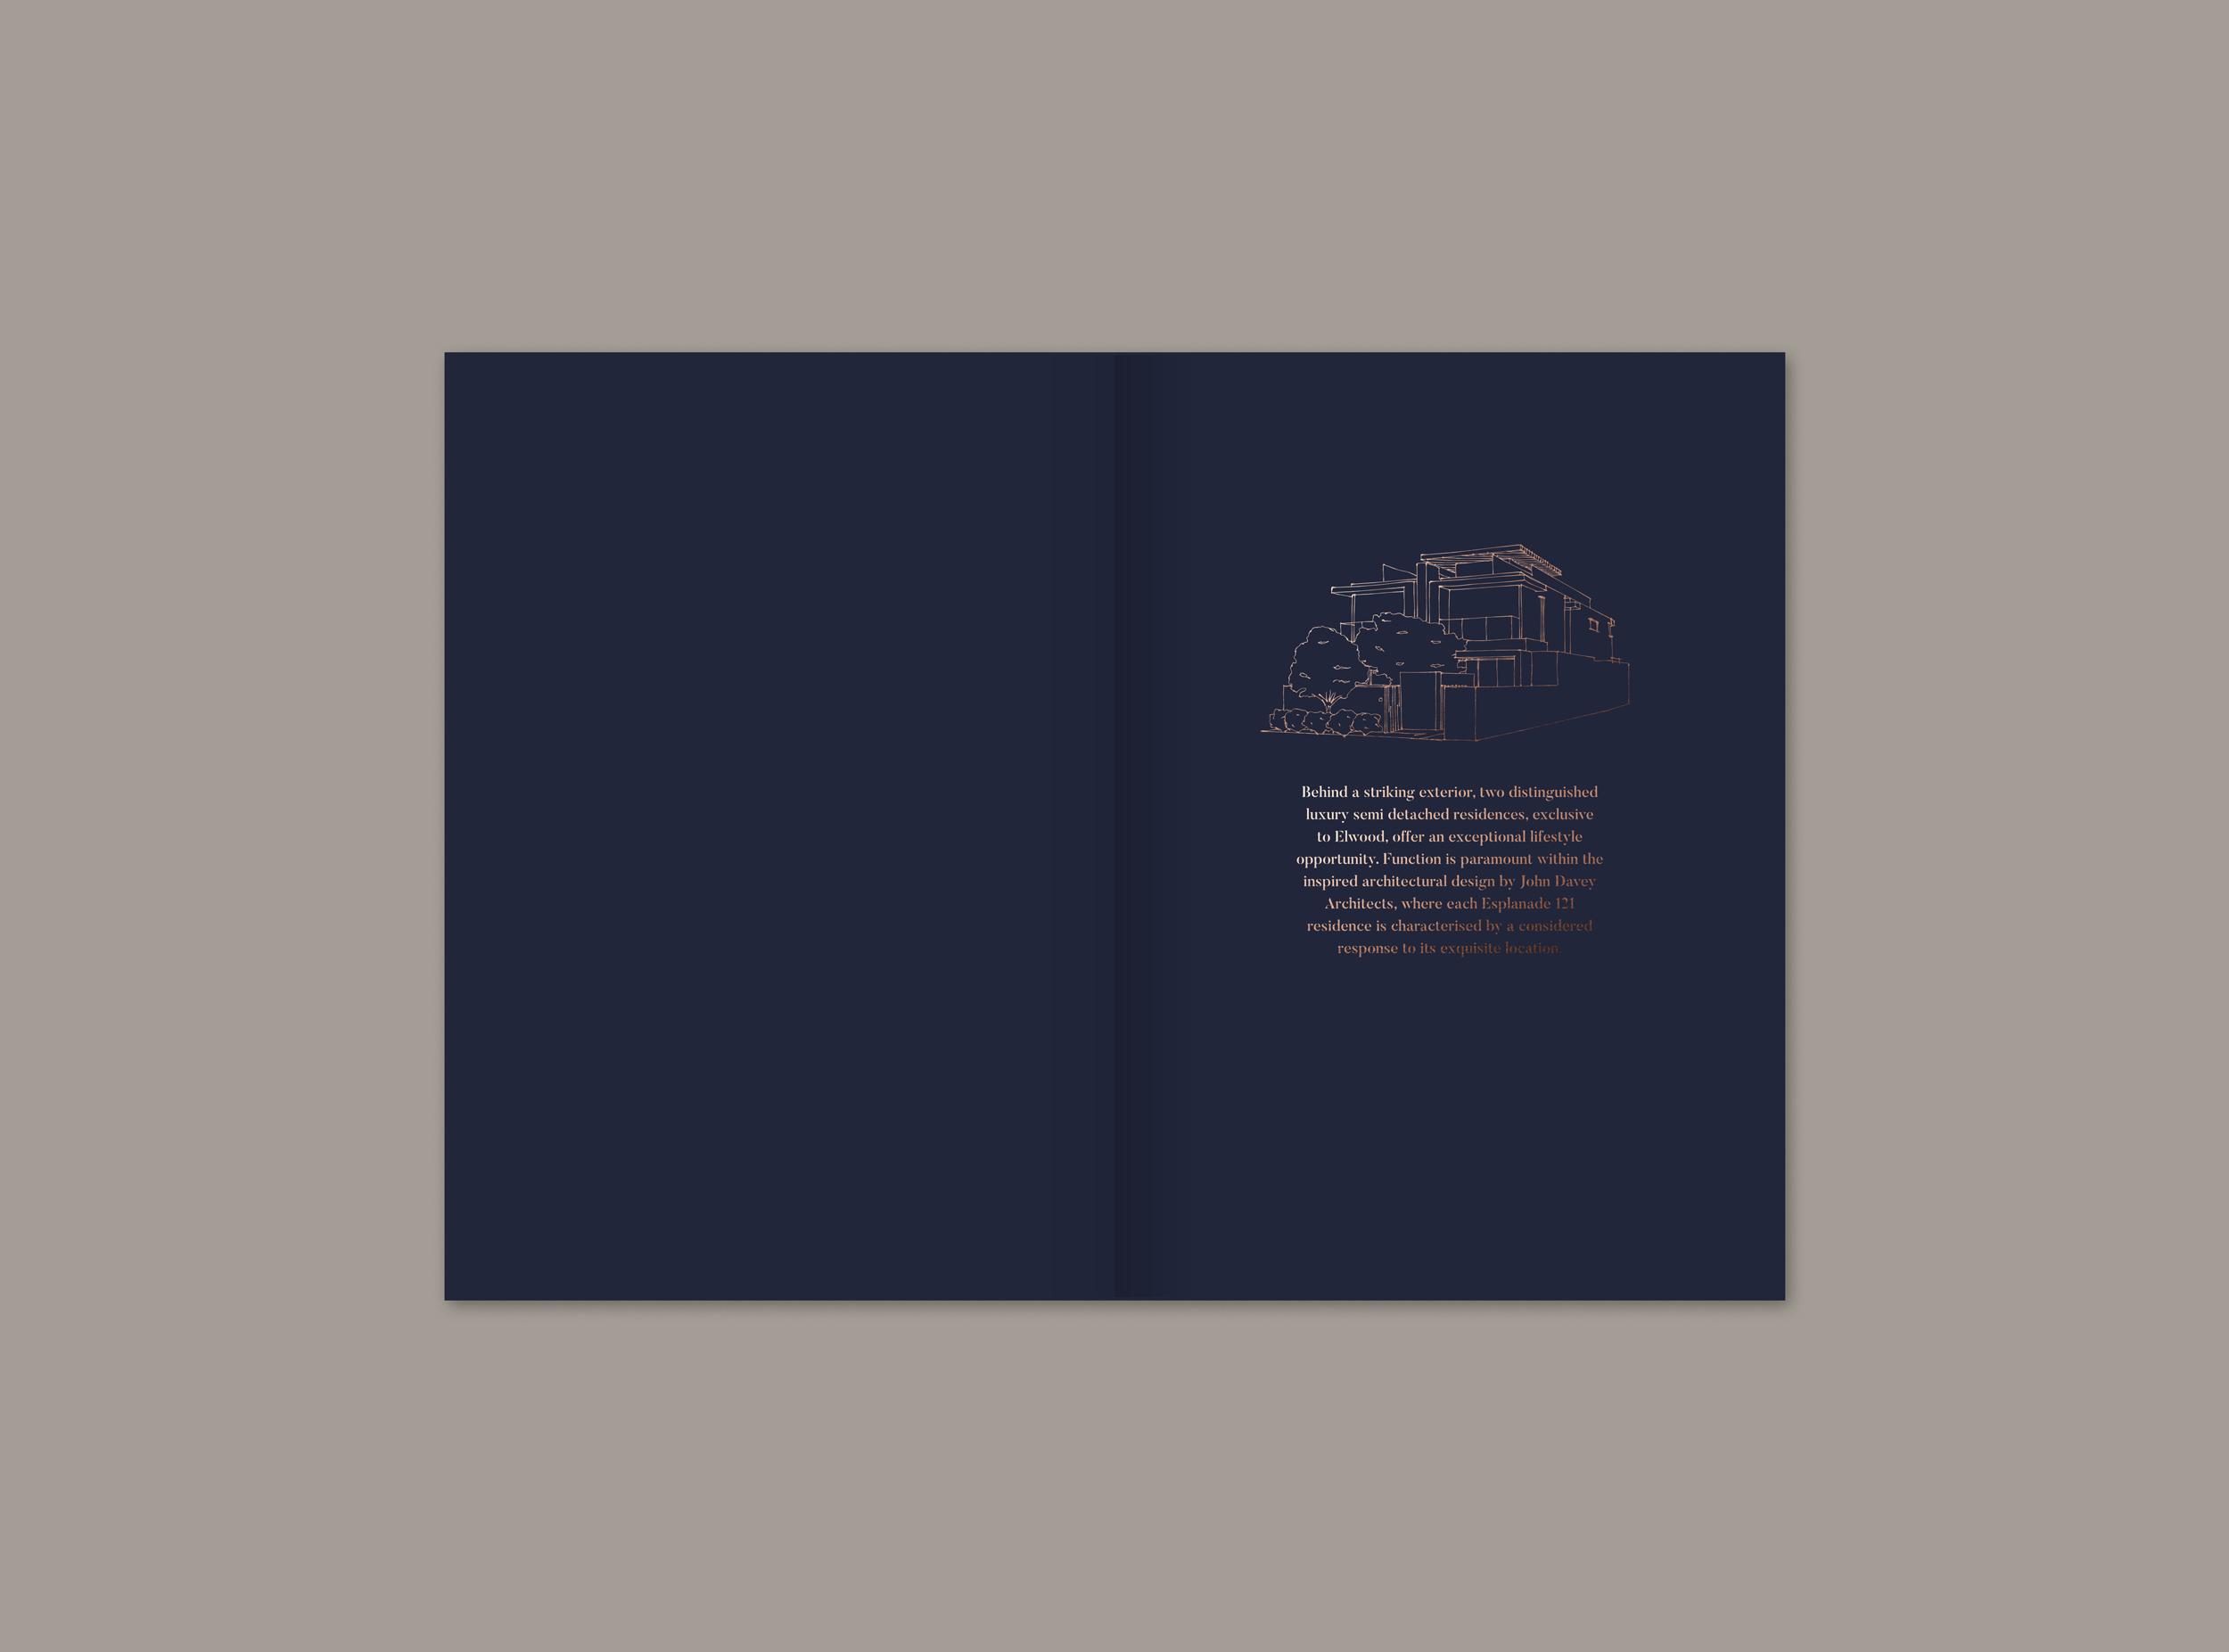 Behind a striking exterior, two distinguished
luxury semi detached residences, exclusive
to Elwood, offer an exceptional lifestyle
opportunity. Function is paramount within the
inspired architectural design by John Davey
Architects, where each Esplanade 121
residence is characterised by a considered
response to its exquisite location.